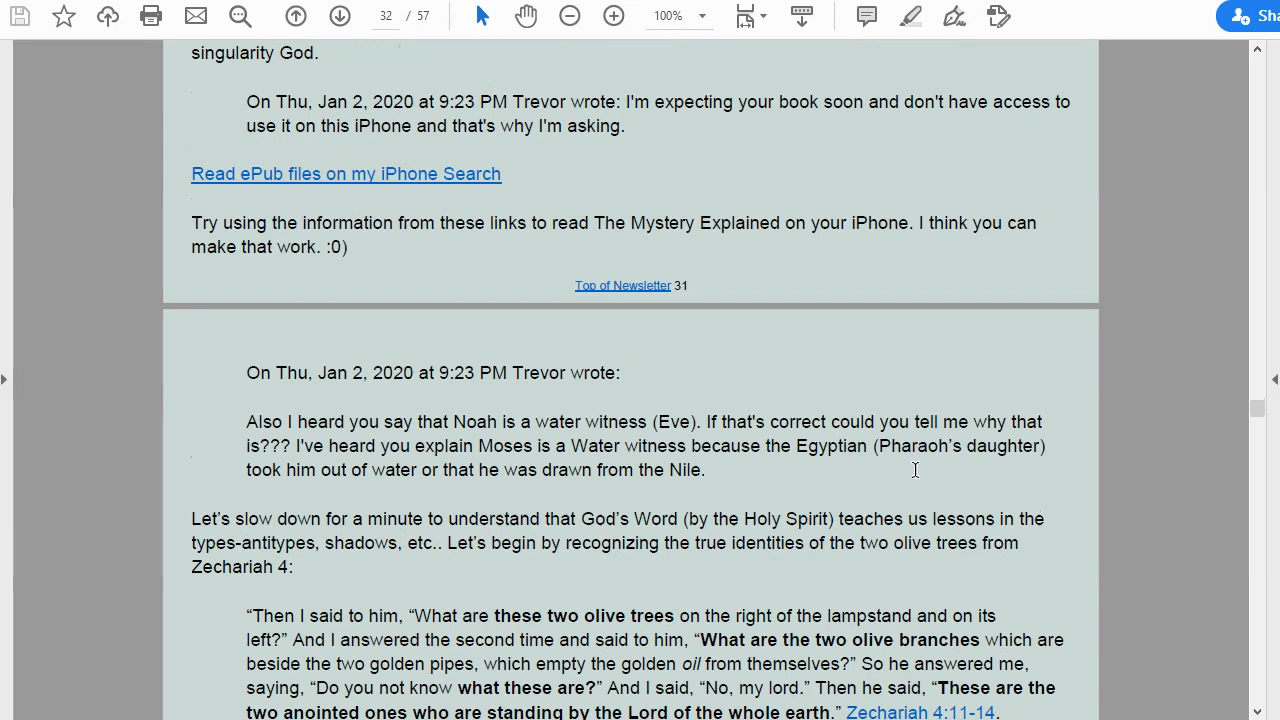 32 / 57
100%
Sha
singularity God.
On Thu, Jan 2, 2020 at 9:23 PM Trevor wrote: I'm expecting your book soon and don't have access to
use it on this iPhone and that's why I'm asking.
Read ePub files on my iPhone Search
Try using the information from these links to read The Mystery Explained on your iPhone. I think you can
make that work. :0)
Top of Newsletter 31
On Thu, Jan 2, 2020 at 9:23 PM Trevor wrote:
Also I heard you say that Noah is a water witness (Eve). If that's correct could you tell me why that
is??? I've heard you explain Moses is a Water witness because the Egyptian (Pharaoh’s daughter)
took him out of water or that he was drawn from the Nile.
Let’s slow down for a minute to understand that God’s Word (by the Holy Spirit) teaches us lessons in the
types-antitypes, shadows, etc.. Let’s begin by recognizing the true identities of the two olive trees from
Zechariah 4:
“Then I said to him, “What are these two olive trees on the right of the lampstand and on its
left?” And I answered the second time and said to him, “What are the two olive branches which are
beside the two golden pipes, which empty the golden oil from themselves?” So he answered me,
saying, “Do you not know what these are?” And I said, “No, my lord.” Then he said, “These are the
two anointed ones who are standing by the Lord of the whole earth.” Zechariah 4:11-14.